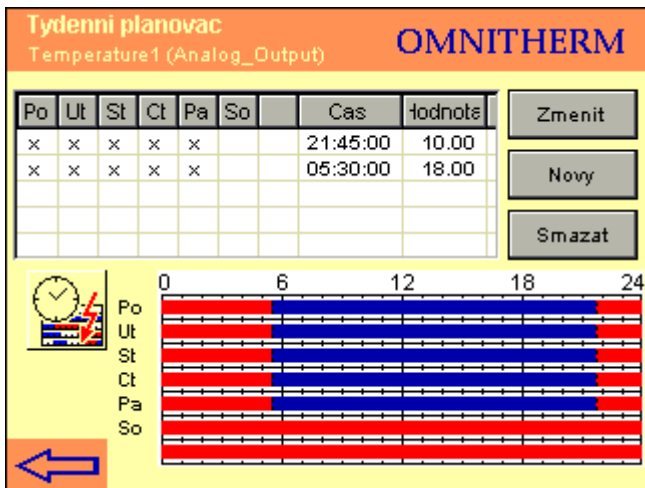 Tydenni planovac
Temperature1 (Analog_Output)
OMNITHERM
Po Ut St Ct Pa So Cas Hodnota
x x x x x 21:45:00 10.00
x x x x x 05:30:00 18.00
Zmenit
Novy
Smazat
0 6 12 18 24
Po
Ut
St
Ct
Pa
So